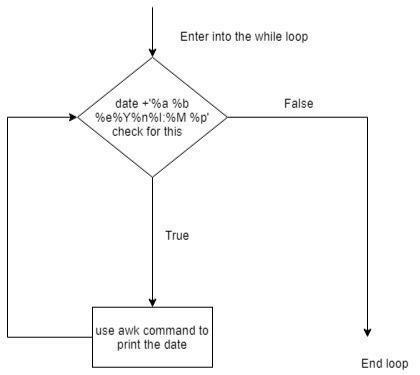 Enter into the while loop
date +'%a %b
%e%Y%n%I:%M %p'
check for this
False
True
use awk command to
print the date
End loop